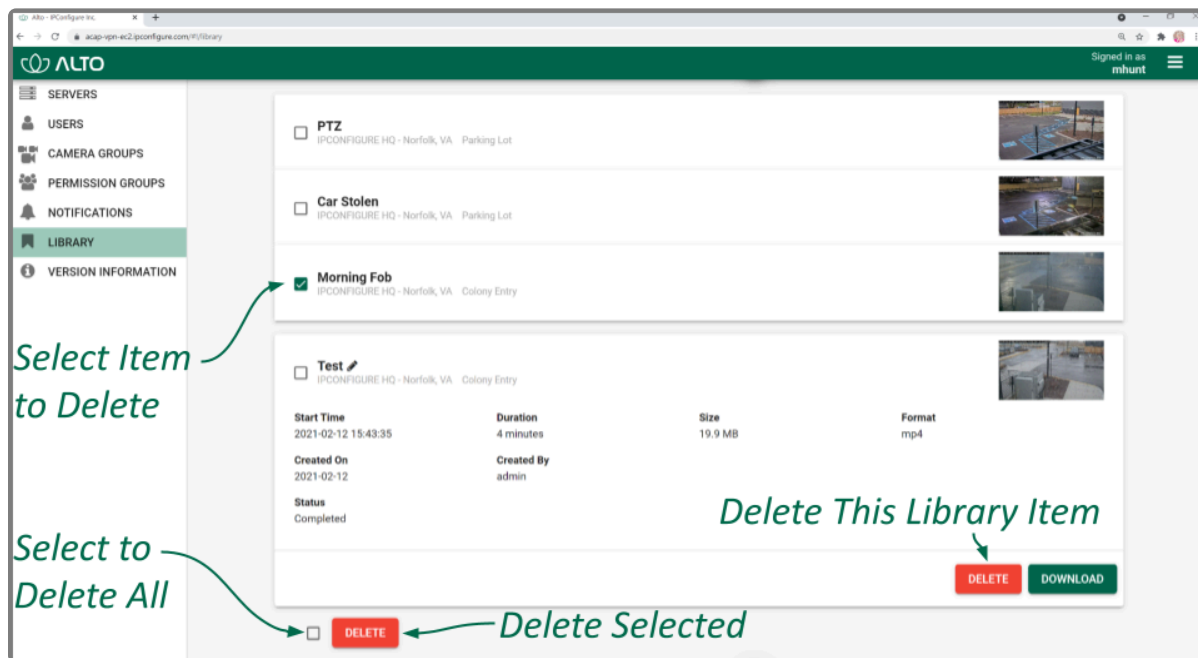 Alto - IPConfigure Inc.
acap-vpn-ec2.ipconfigure.com/#!/library
ALTO
Signed in as
mhunt
SERVERS
USERS
CAMERA GROUPS
PERMISSION GROUPS
NOTIFICATIONS
LIBRARY
VERSION INFORMATION
PTZ
IPCONFIGURE HQ - Norfolk, VA Parking Lot
Car Stolen
IPCONFIGURE HQ - Norfolk, VA Parking Lot
Morning Fob
IPCONFIGURE HQ - Norfolk, VA Colony Entry
Select Item
to Delete
Test
IPCONFIGURE HQ - Norfolk, VA Colony Entry
Start Time Duration Size Format
2021-02-12 15:43:35 4 minutes 19.9 MB mp4
Created On Created By
2021-02-12 admin
Status
Completed
Delete This Library Item
Select to
Delete All
DELETE DOWNLOAD
DELETE
Delete Selected